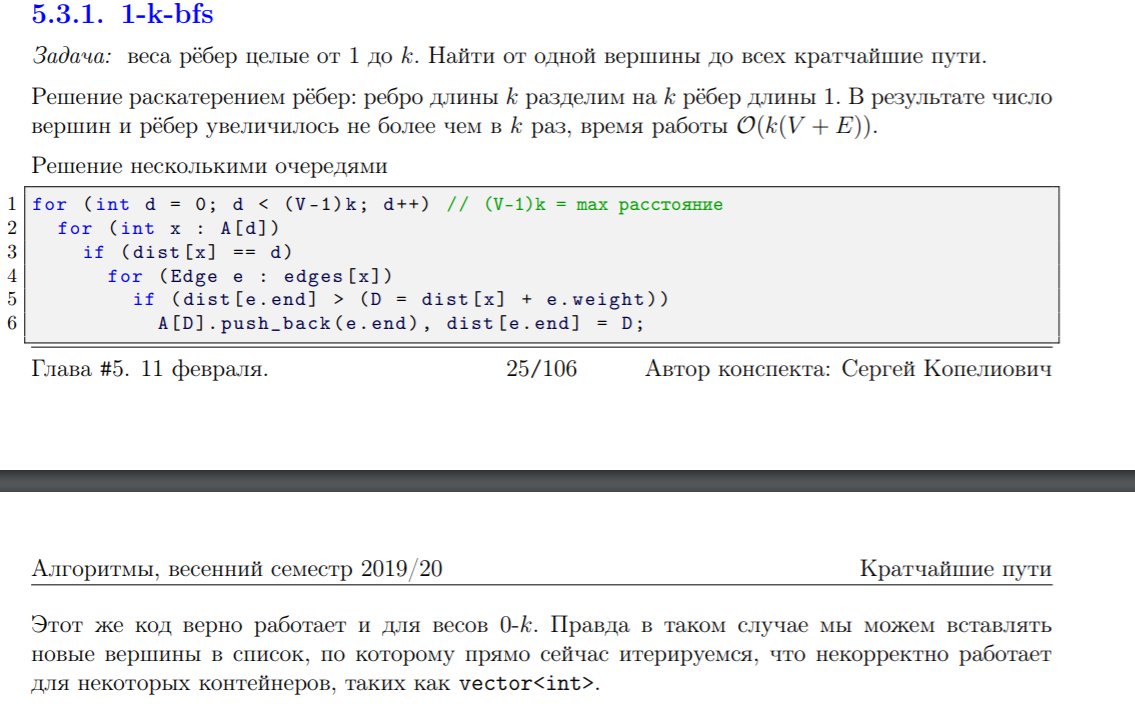 5.3.1. 1-k-bfs
Задача: веса рёбер целые от 1 до k. Найти от одной вершины до всех кратчайшие пути.
Решение раскатерением рёбер: ребро длины k разделим на k рёбер длины 1. В результате число
вершин и рёбер увеличилось не более чем в k раз, время работы O(k(V + E)).
Решение несколькими очередями
1 for (int d = 0; d < (V-1)k; d++) // (V-1)k = max расстояние
2   for (int x : A[d])
3     if (dist[x] == d)
4       for (Edge e : edges[x])
5         if (dist[e.end] > (D = dist[x] + e.weight))
6           A[D].push_back(e.end), dist[e.end] = D;
Глава #5. 11 февраля. 25/106 Автор конспекта: Сергей Копелиович
Алгоритмы, весенний семестр 2019/20 Кратчайшие пути
Этот же код верно работает и для весов 0-k. Правда в таком случае мы можем вставлять
новые вершины в список, по которому прямо сейчас итерируемся, что некорректно работает
для некоторых контейнеров, таких как vector<int>.